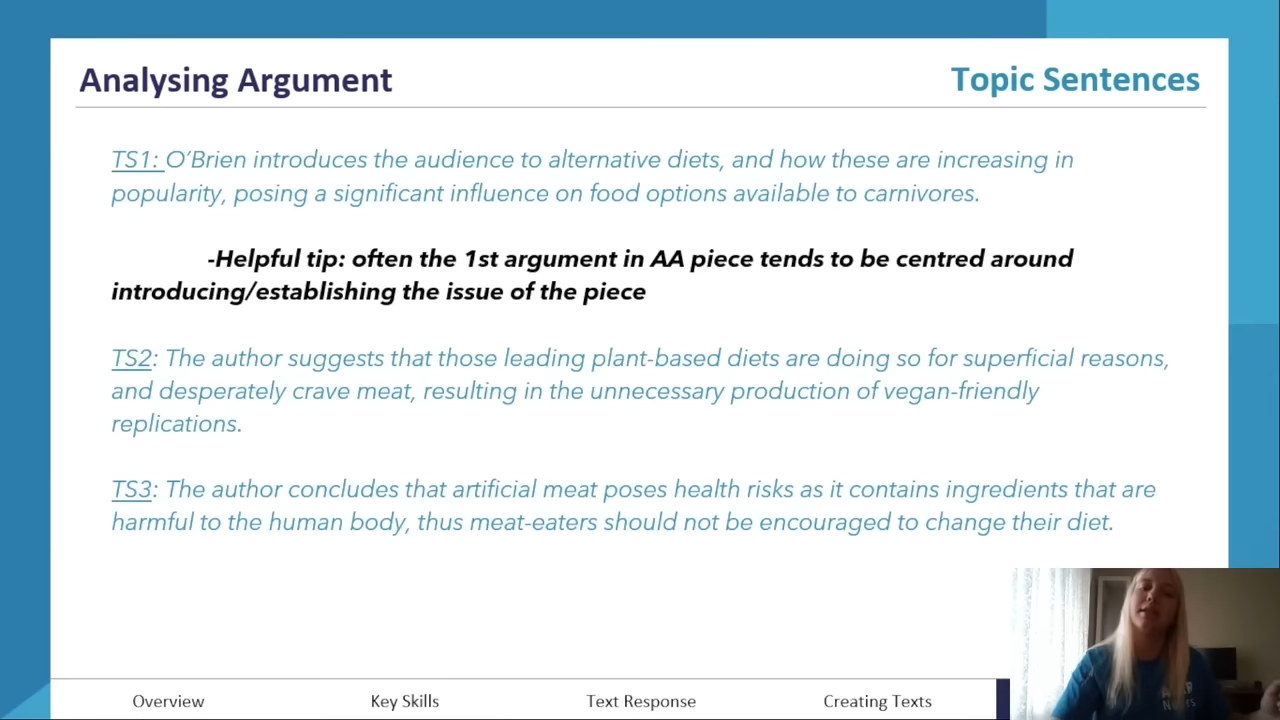 Analysing Argument
Topic Sentences
TS1: O’Brien introduces the audience to alternative diets, and how these are increasing in
popularity, posing a significant influence on food options available to carnivores.
-Helpful tip: often the 1st argument in AA piece tends to be centred around
introducing/establishing the issue of the piece
TS2: The author suggests that those leading plant-based diets are doing so for superficial reasons,
and desperately crave meat, resulting in the unnecessary production of vegan-friendly
replications.
TS3: The author concludes that artificial meat poses health risks as it contains ingredients that are
harmful to the human body, thus meat-eaters should not be encouraged to change their diet.
Overview
Key Skills
Text Response
Creating Texts